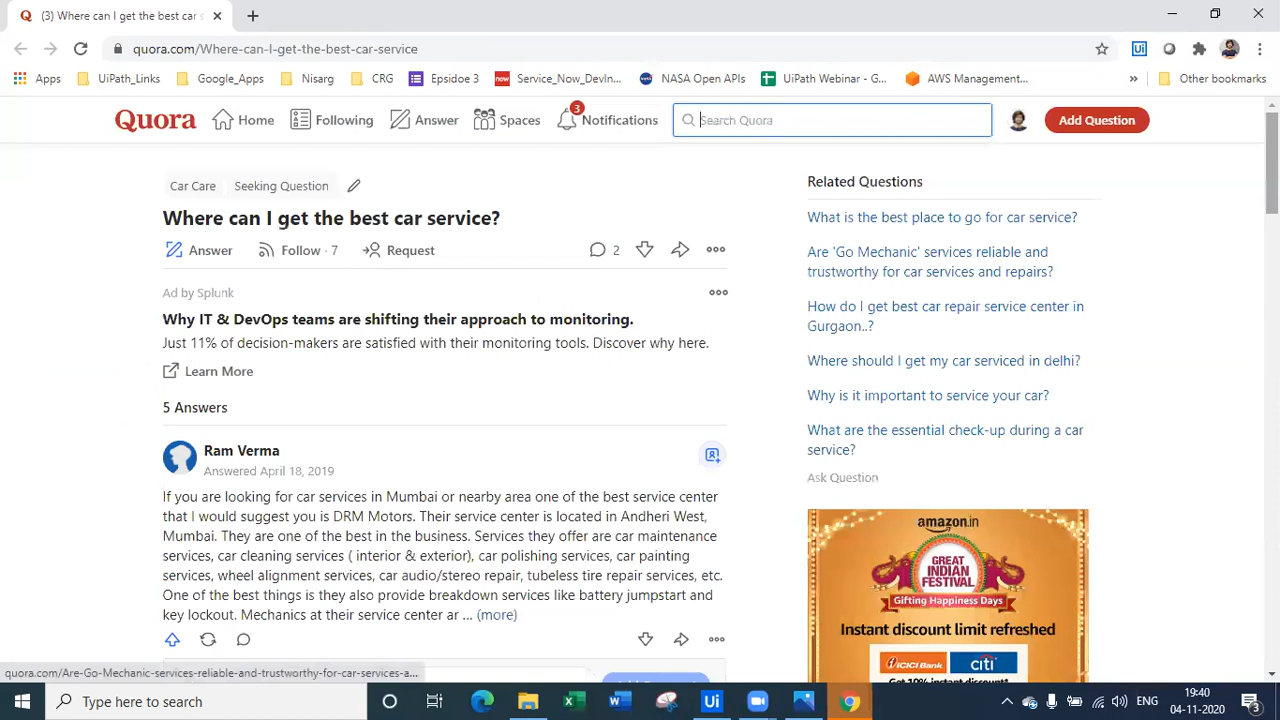 (3) Where can I get the best car s
quora.com/Where-can-I-get-the-best-car-service
Apps
UiPath_Links
Google_Apps
Nisarg
CRG
Epsidoe 3
Service_Now_DevIn...
NASA Open APIs
UiPath Webinar - G...
AWS Management...
»
Other bookmarks
Quora
Home
Following
Answer
Spaces
3
Notifications
Search Quora
Add Question
Car Care
Seeking Question
Where can I get the best car service?
Answer
Follow · 7
Request
2
Ad by Splunk
Why IT & DevOps teams are shifting their approach to monitoring.
Just 11% of decision-makers are satisfied with their monitoring tools. Discover why here.
Learn More
5 Answers
Ram Verma
Answered April 18, 2019
If you are looking for car services in Mumbai or nearby area one of the best service center
that I would suggest you is DRM Motors. Their service center is located in Andheri West,
Mumbai. They are one of the best in the business. Services they offer are car maintenance
services, car cleaning services ( interior & exterior), car polishing services, car painting
services, wheel alignment services, car audio/stereo repair, tubeless tire repair services, etc.
One of the best things is they also provide breakdown services like battery jumpstart and
key lockout. Mechanics at their service center ar ... (more)
Related Questions
What is the best place to go for car service?
Are 'Go Mechanic' services reliable and
trustworthy for car services and repairs?
How do I get best car repair service center in
Gurgaon..?
Where should I get my car serviced in delhi?
Why is it important to service your car?
What are the essential check-up during a car
service?
Ask Question
amazon.in
GREAT
INDIAN
FESTIVAL
Gifting Happiness Days
Instant discount limit refreshed
ICICI Bank
citi
Get 10% instant discount*
quora.com/Are-Go-Mechanic-services-reliable-and-trustworthy-for-car-services-a...
Type here to search
Ui
ENG
19:40
04-11-2020
3